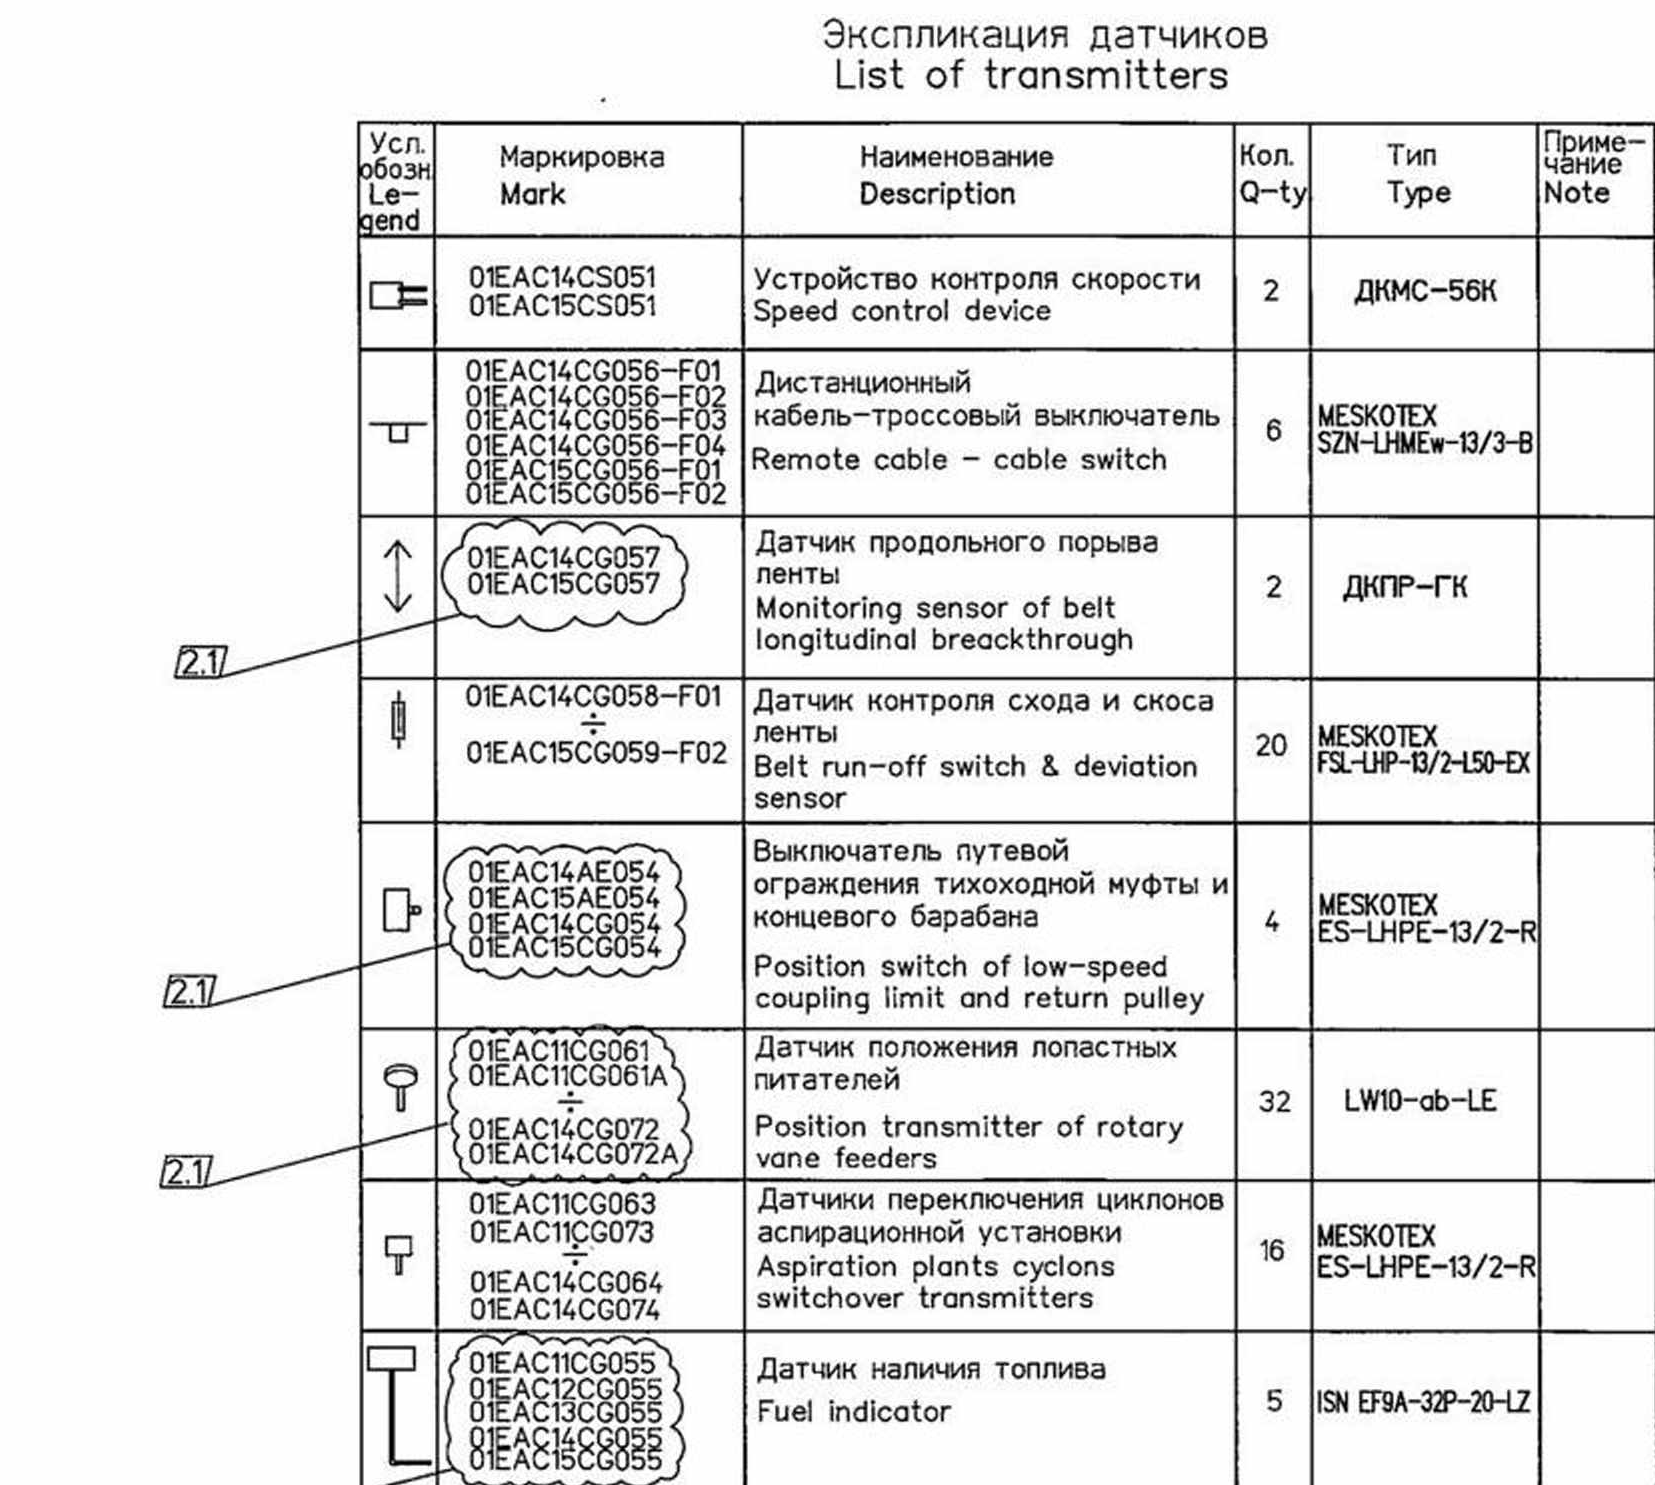 Экспликация датчиков
List of transmitters
Усл.
обозн.
Le-
gend
Маркировка
Mark
Наименование
Description
Кол.
Q-ty
Тип
Type
Приме-
чание
Note
01EAC14CS051
01EAC15CS051
Устройство контроля скорости
Speed control device
2
ДКМС-56К
01EAC14CG056-F01
01EAC14CG056-F02
01EAC14CG056-F03
01EAC14CG056-F04
01EAC15CG056-F01
01EAC15CG056-F02
Дистанционный
кабель-троссовый выключатель
Remote cable - cable switch
6
MESKOTEX
SZN-LHMEw-13/3-B
01EAC14CG057
01EAC15CG057
Датчик продольного порыва
ленты
Monitoring sensor of belt
longitudinal breackthrough
2
ДКПР-ГК
2.1
01EAC14CG058-F01
÷
01EAC15CG059-F02
Датчик контроля схода и скоса
ленты
Belt run-off switch & deviation
sensor
20
MESKOTEX
FSL-LHP-13/2-L50-EX
01EAC14AE054
01EAC15AE054
01EAC14CG054
01EAC15CG054
Выключатель путевой
ограждения тихоходной муфты и
концевого барабана
Position switch of low-speed
coupling limit and return pulley
4
MESKOTEX
ES-LHPE-13/2-R
2.1
01EAC11CG061
01EAC11CG061A
÷
01EAC14CG072
01EAC14CG072A
Датчик положения лопастных
питателей
Position transmitter of rotary
vane feeders
32
LW10-ab-LE
2.1
01EAC11CG063
01EAC11CG073
÷
01EAC14CG064
01EAC14CG074
Датчики переключения циклонов
аспирационной установки
Aspiration plants cyclons
switchover transmitters
16
MESKOTEX
ES-LHPE-13/2-R
01EAC11CG055
01EAC12CG055
01EAC13CG055
01EAC14CG055
01EAC15CG055
Датчик наличия топлива
Fuel indicator
5
ISN EF9A-32P-20-LZ